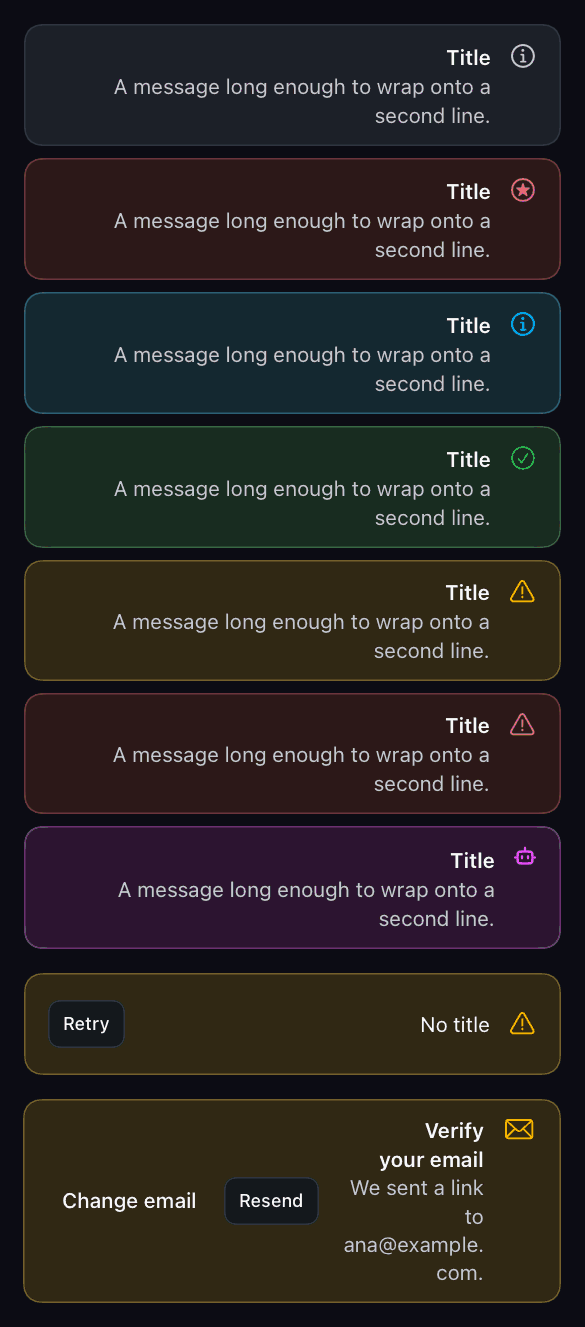 Title
A message long enough to wrap onto a
second line.
Title
A message long enough to wrap onto a
second line.
Title
A message long enough to wrap onto a
second line.
Title
A message long enough to wrap onto a
second line.
Title
A message long enough to wrap onto a
second line.
Title
A message long enough to wrap onto a
second line.
Title
A message long enough to wrap onto a
second line.
No title
Retry
Verify
your email
We sent a link
to
ana@example.
com.
Resend
Change email